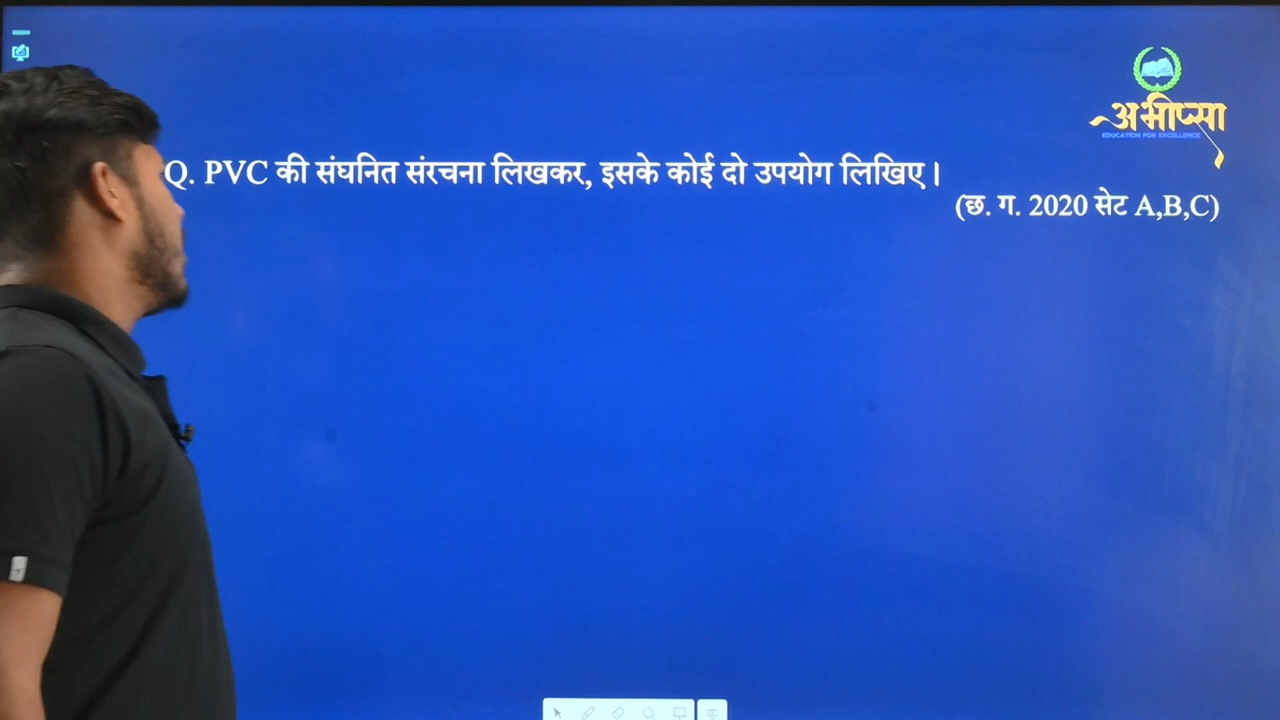 अभीप्सा
EDUCATION FOR EXCELLENCE
Q. PVC की संघनित संरचना लिखकर, इसके कोई दो उपयोग लिखिए।
(छ. ग. 2020 सेट A,B,C)